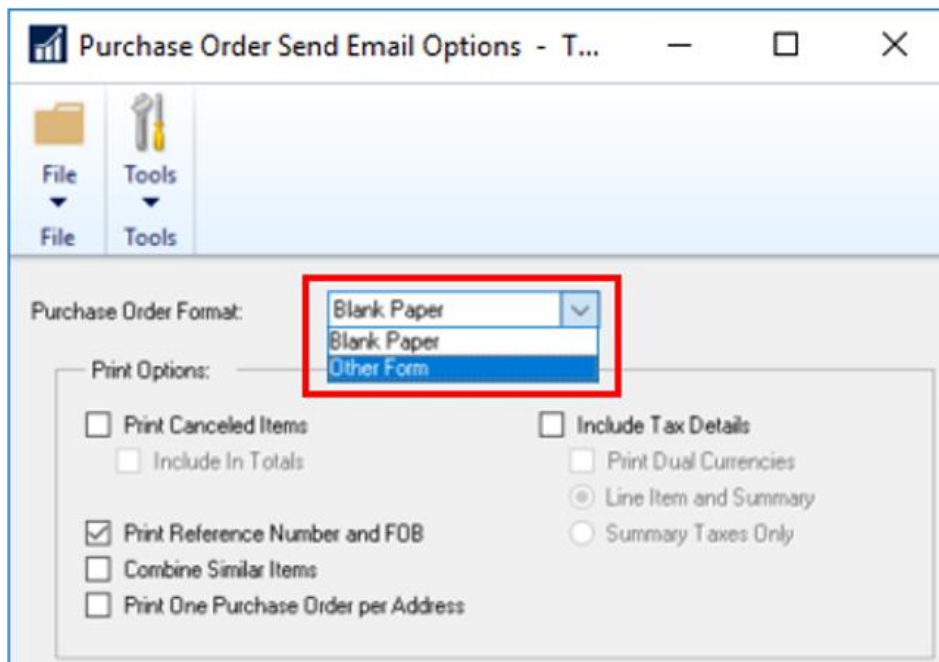 Purchase Order Send Email Options - T...
File Tools
File Tools
Purchase Order Format: Blank Paper
Blank Paper
Other Form
Print Options:
Print Canceled Items Include Tax Details
Include In Totals Print Dual Currencies
Line Item and Summary
Print Reference Number and FOB Summary Taxes Only
Combine Similar Items
Print One Purchase Order per Address